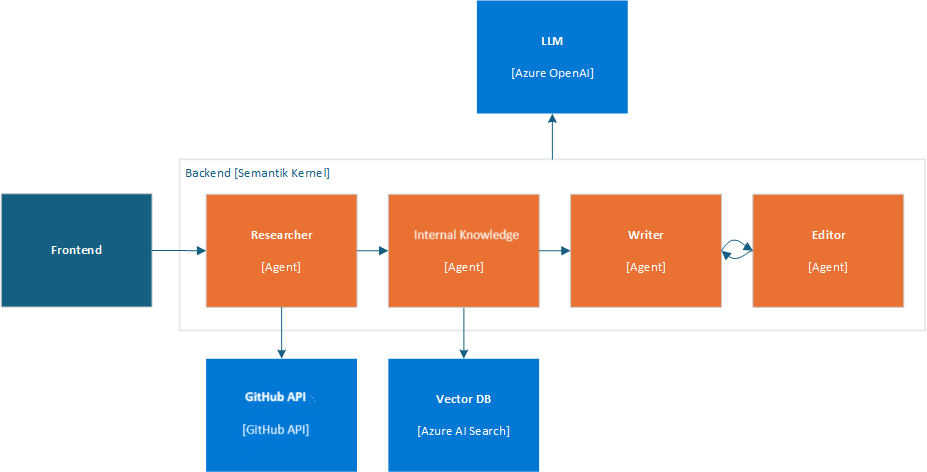 LLM
[Azure OpenAI]
Backend [Semantik Kernel]
Frontend
Researcher
[Agent]
Internal Knowledge
[Agent]
Writer
[Agent]
Editor
[Agent]
GitHub API
[GitHub API]
Vector DB
[Azure AI Search]